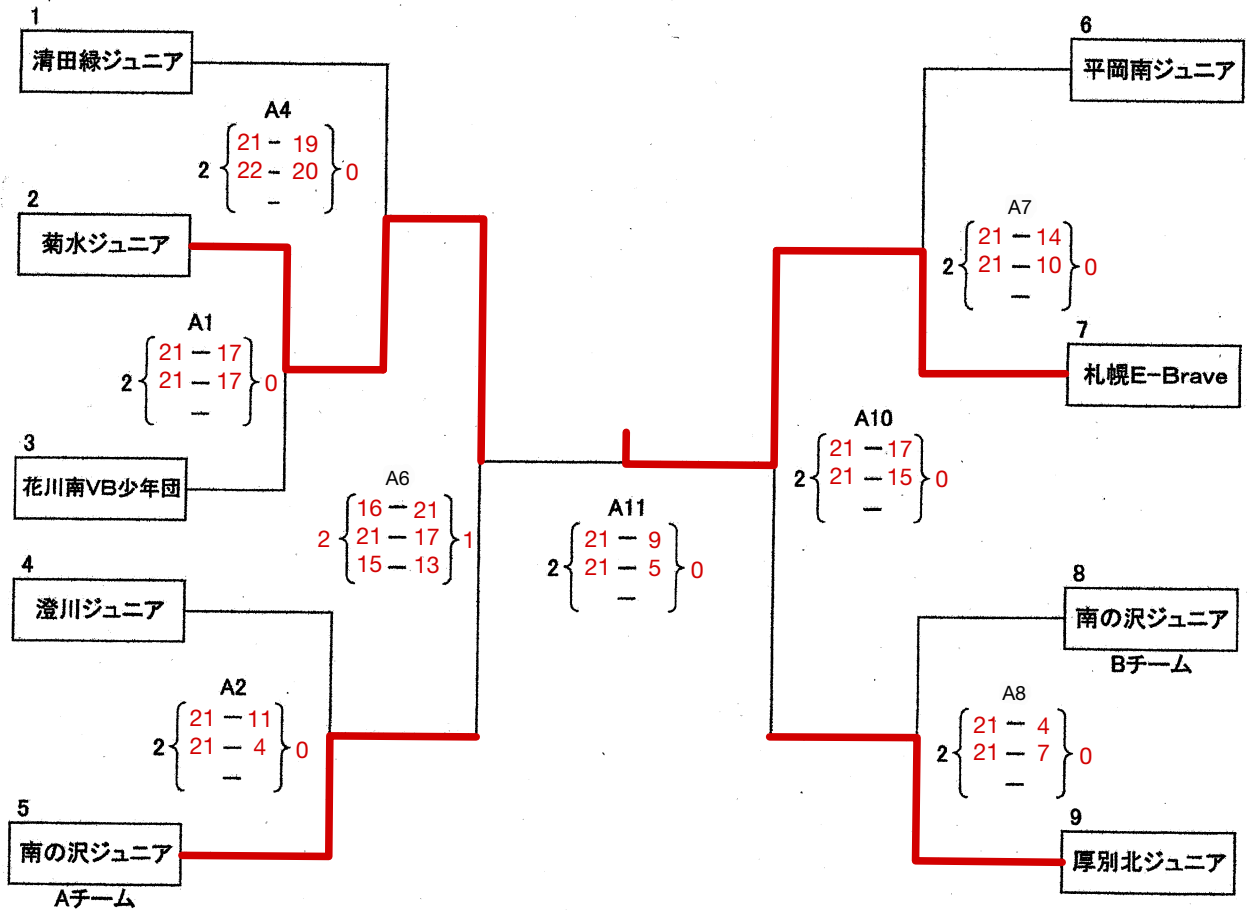 1
清田緑ジュニア
A4
2 { 21 - 19 } 0
22 - 20
-
2
菊水ジュニア
A1
2 { 21 - 17 } 0
21 - 17
-
3
花川南VB少年団
A6
2 { 16 - 21 } 1
21 - 17
15 - 13
4
澄川ジュニア
A2
2 { 21 - 11 } 0
21 - 4
-
5
南の沢ジュニア
Aチーム
A11
2 { 21 - 9 } 0
21 - 5
-
6
平岡南ジュニア
A7
2 { 21 - 14 } 0
21 - 10
-
7
札幌E-Brave
A10
2 { 21 - 17 } 0
21 - 15
-
8
南の沢ジュニア
Bチーム
A8
2 { 21 - 4 } 0
21 - 7
-
9
厚別北ジュニア